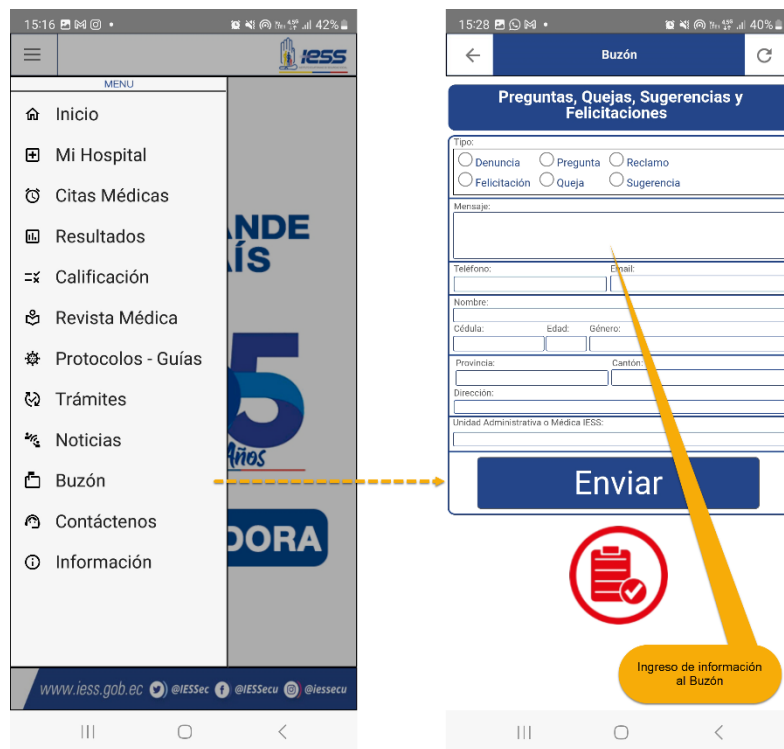 15:16 42%
iess
MENU
Inicio
Mi Hospital
Citas Médicas
Resultados
Calificación
Revista Médica
Protocolos - Guías
Trámites
Noticias
Buzón
Contáctenos
Información
ANDE
AÍS
5
Años
DORA
www.iess.gob.ec @IESSec @IESSecu @iessecu
15:28 40%
Buzón
Preguntas, Quejas, Sugerencias y
Felicitaciones
Tipo:
Denuncia Pregunta Reclamo
Felicitación Queja Sugerencia
Mensaje:
Teléfono: Email:
Nombre:
Cédula: Edad: Género:
Provincia: Cantón:
Dirección:
Unidad Administrativa o Médica IESS:
Enviar
Ingreso de información
al Buzón